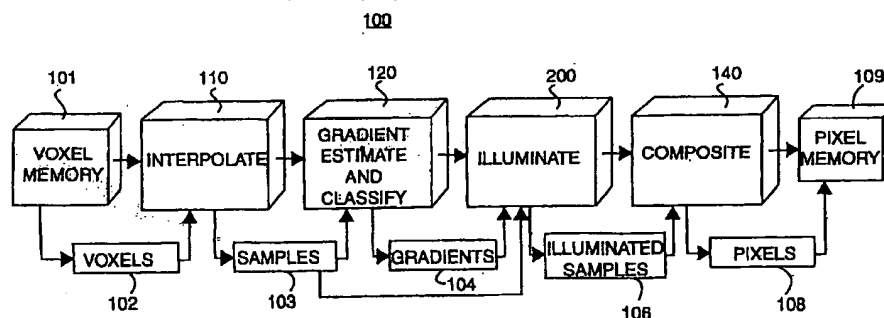 100
101
110
120
200
140
109
VOXEL
MEMORY
INTERPOLATE
GRADIENT
ESTIMATE
AND
CLASSIFY
ILLUMINATE
COMPOSITE
PIXEL
MEMORY
VOXELS
SAMPLES
GRADIENTS
ILLUMINATED
SAMPLES
PIXELS
102
103
104
106
108